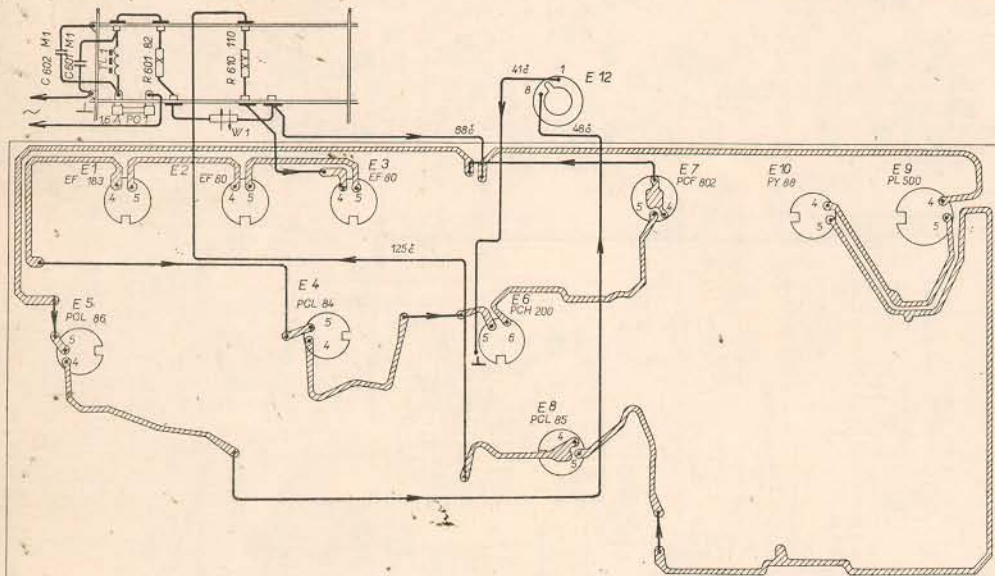 C 602 M1
C 601 M1
TL 1
R 601 82
R 610 110
1,6 A PO 1
W 1
~
41č
1
8
E 12
88č
48č
E 1
EF 183
4 5
E 2
EF 80
4 5
E 3
EF 80
4 5
E 7
PCF 802
5 4
E 10
PY 88
4
5
E 9
PL 500
4
5
125č
E 5
PCL 86
5
4
E 4
PCL 84
5
4
E 6
PCH 200
5 6
E 8
PCL 85
4
5